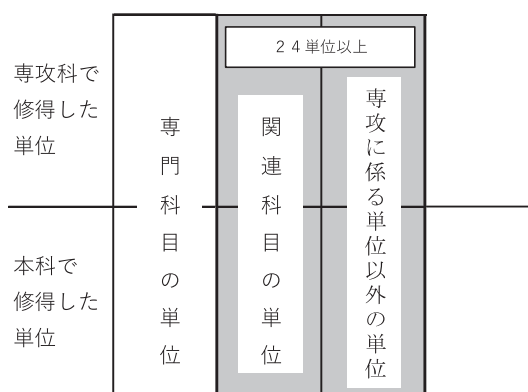 ２４単位以上
専攻科で
修得した
単位
専門科目の単位
関連科目の単位
専攻に係る単位以外の単位
本科で
修得した
単位